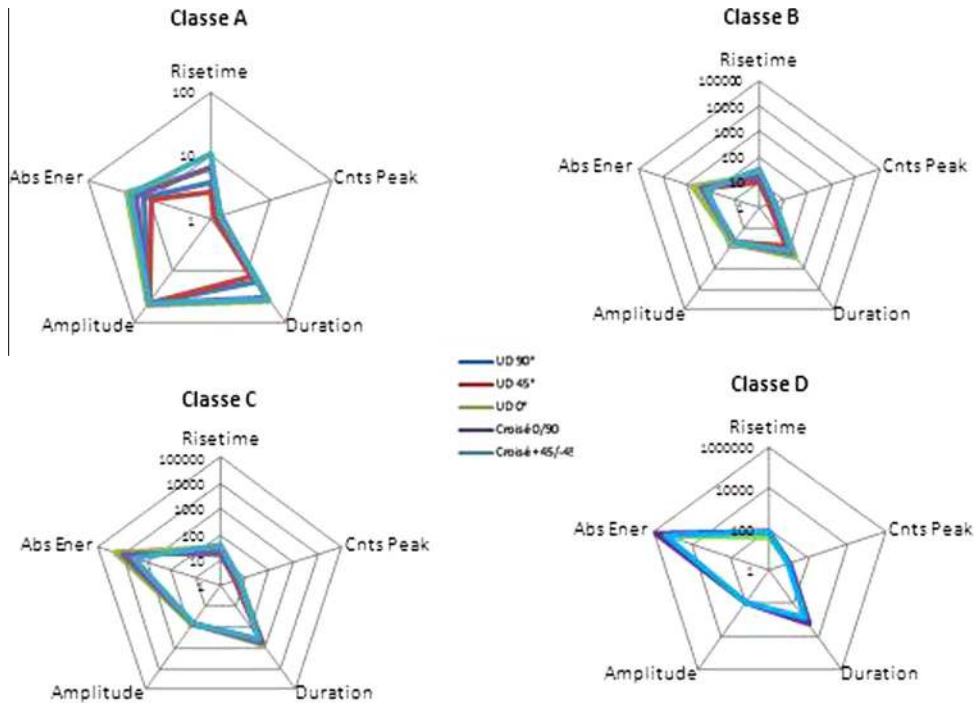 Classe A
Risetime
100
10
1
Abs Ener
Cnts Peak
Amplitude
Duration
Classe B
Risetime
100000
10000
1000
100
10
1
Abs Ener
Cnts Peak
Amplitude
Duration
UD 90°
UD 45°
UD 0°
Croisé 0/90
Croisé +45/-45
Classe C
Risetime
100000
10000
1000
100
10
1
Abs Ener
Cnts Peak
Amplitude
Duration
Classe D
Risetime
1000000
10000
100
1
Abs Ener
Cnts Peak
Amplitude
Duration